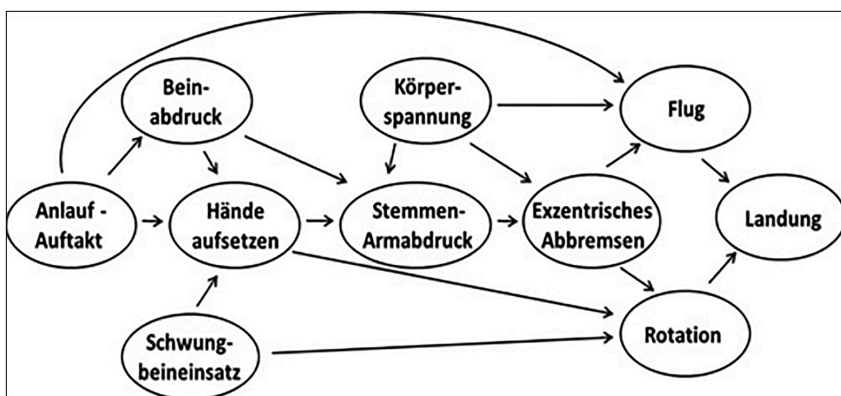 Bein-
abdruck
Körper-
spannung
Flug
Anlauf -
Auftakt
Hände
aufsetzen
Stemmen-
Armabdruck
Exzentrisches
Abbremsen
Landung
Schwung-
beineinsatz
Rotation